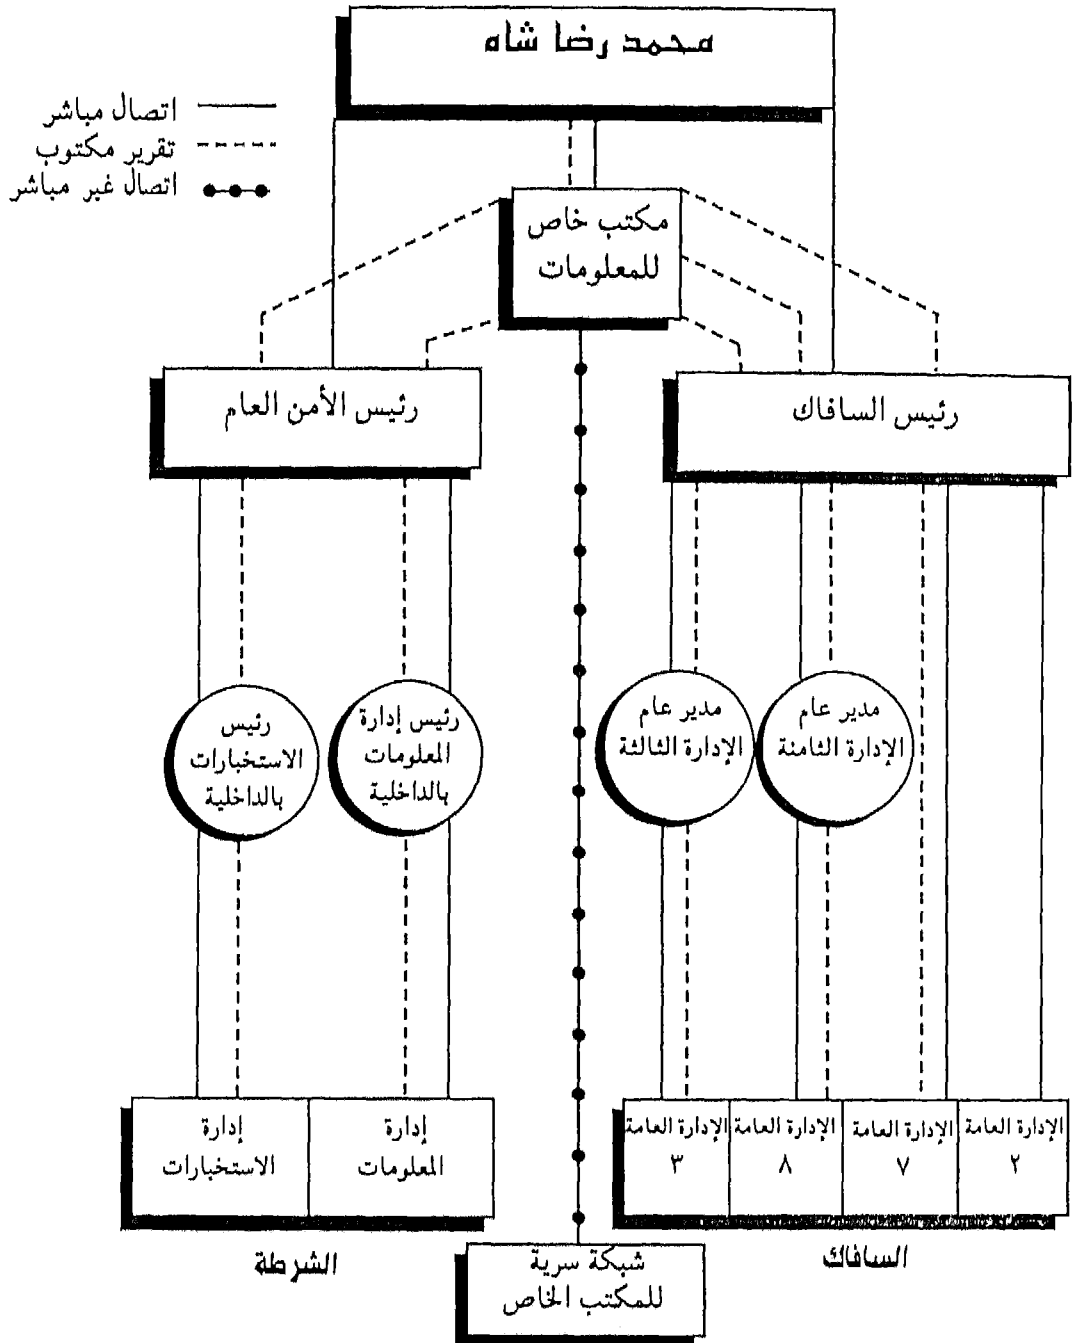 محمد رضا شاه
اتصال مباشر
تقرير مكتوب
اتصال غير مباشر
مكتب خاص
للمعلومات
رئيس السافاك
رئيس الأمن العام
مدير عام
الإدارة الثامنة
مدير عام
الإدارة الثالثة
رئيس إدارة
المعلومات
بالداخلية
رئيس
الاستخبارات
بالداخلية
الإدارة العامة
٢
الإدارة العامة
٧
الإدارة العامة
٨
الإدارة العامة
٣
إدارة
المعلومات
إدارة
الاستخبارات
السافاك
الشرطة
شبكة سرية
للمكتب الخاص